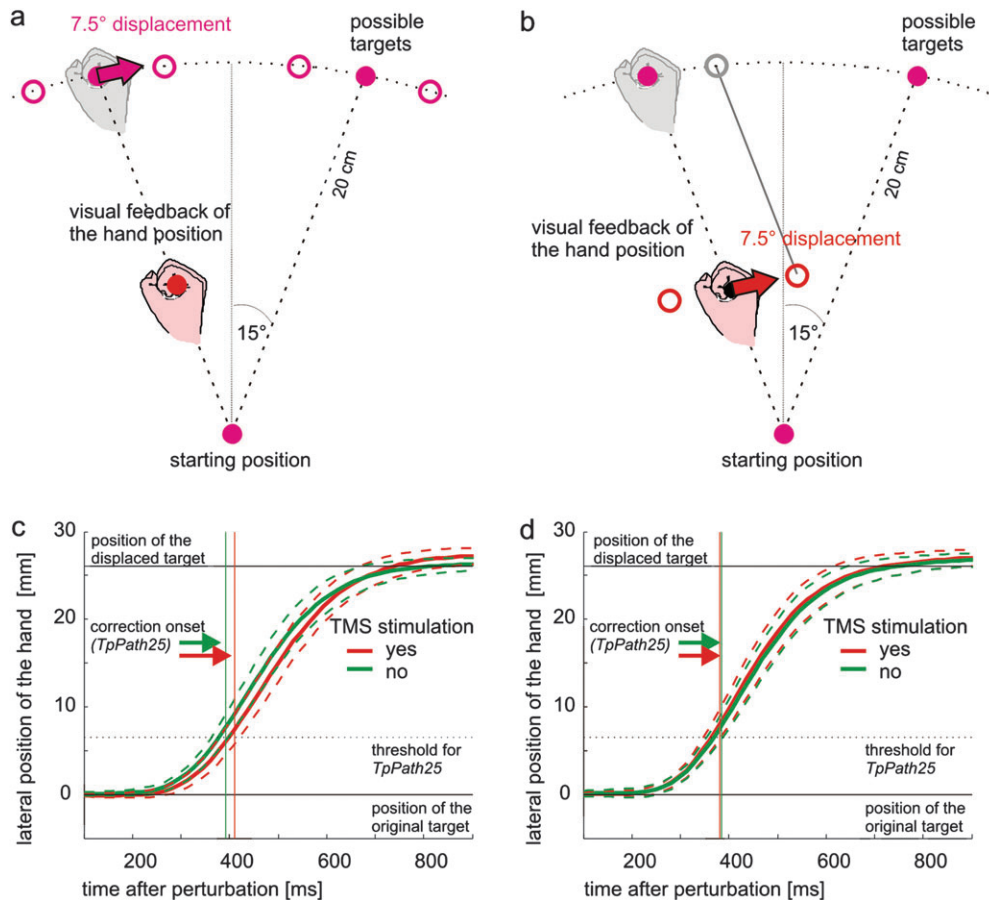 a
7.5° displacement
possible
targets
20 cm
visual feedback of
the hand position
15°
starting position
b
possible
targets
20 cm
visual feedback of
the hand position
7.5° displacement
15°
starting position
c
30
20
10
0
lateral position of the hand [mm]
position of the
displaced target
correction onset
(TpPath25)
TMS stimulation
yes
no
threshold for
TpPath25
position of the
original target
200 400 600 800
time after perturbation [ms]
d
30
20
10
0
lateral position of the hand [mm]
position of the
displaced target
correction onset
(TpPath25)
TMS stimulation
yes
no
threshold for
TpPath25
position of the
original target
200 400 600 800
time after perturbation [ms]